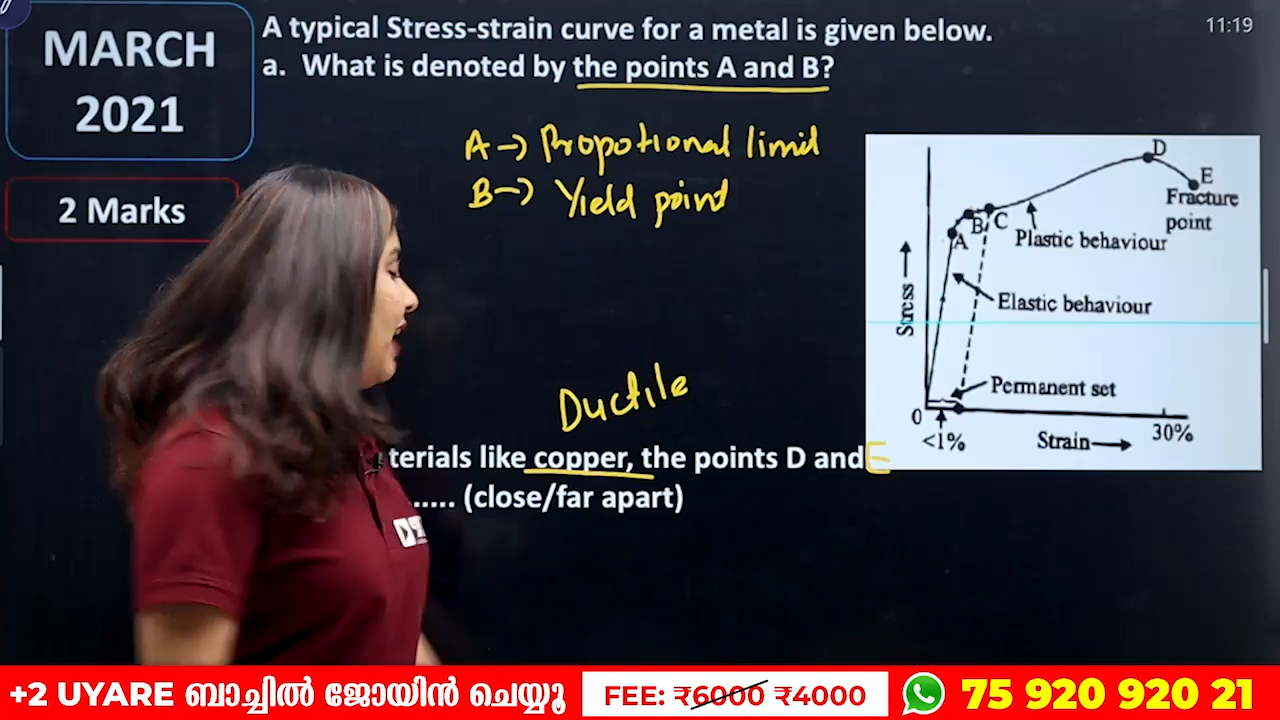 11:19
MARCH
2021
2 Marks
A typical Stress-strain curve for a metal is given below.
a. What is denoted by the points A and B?
A → Propotional limit
B → Yield point
Ductile
terials like copper, the points D and E
..... (close/far apart)
D
E
Fracture
point
B
C
A
Plastic behaviour
Elastic behaviour
Stress
Permanent set
0
<1%
Strain
30%
+2 UYARE ബാച്ചിൽ ജോയിൻ ചെയ്യൂ
FEE: ₹6000 ₹4000
75 920 920 21